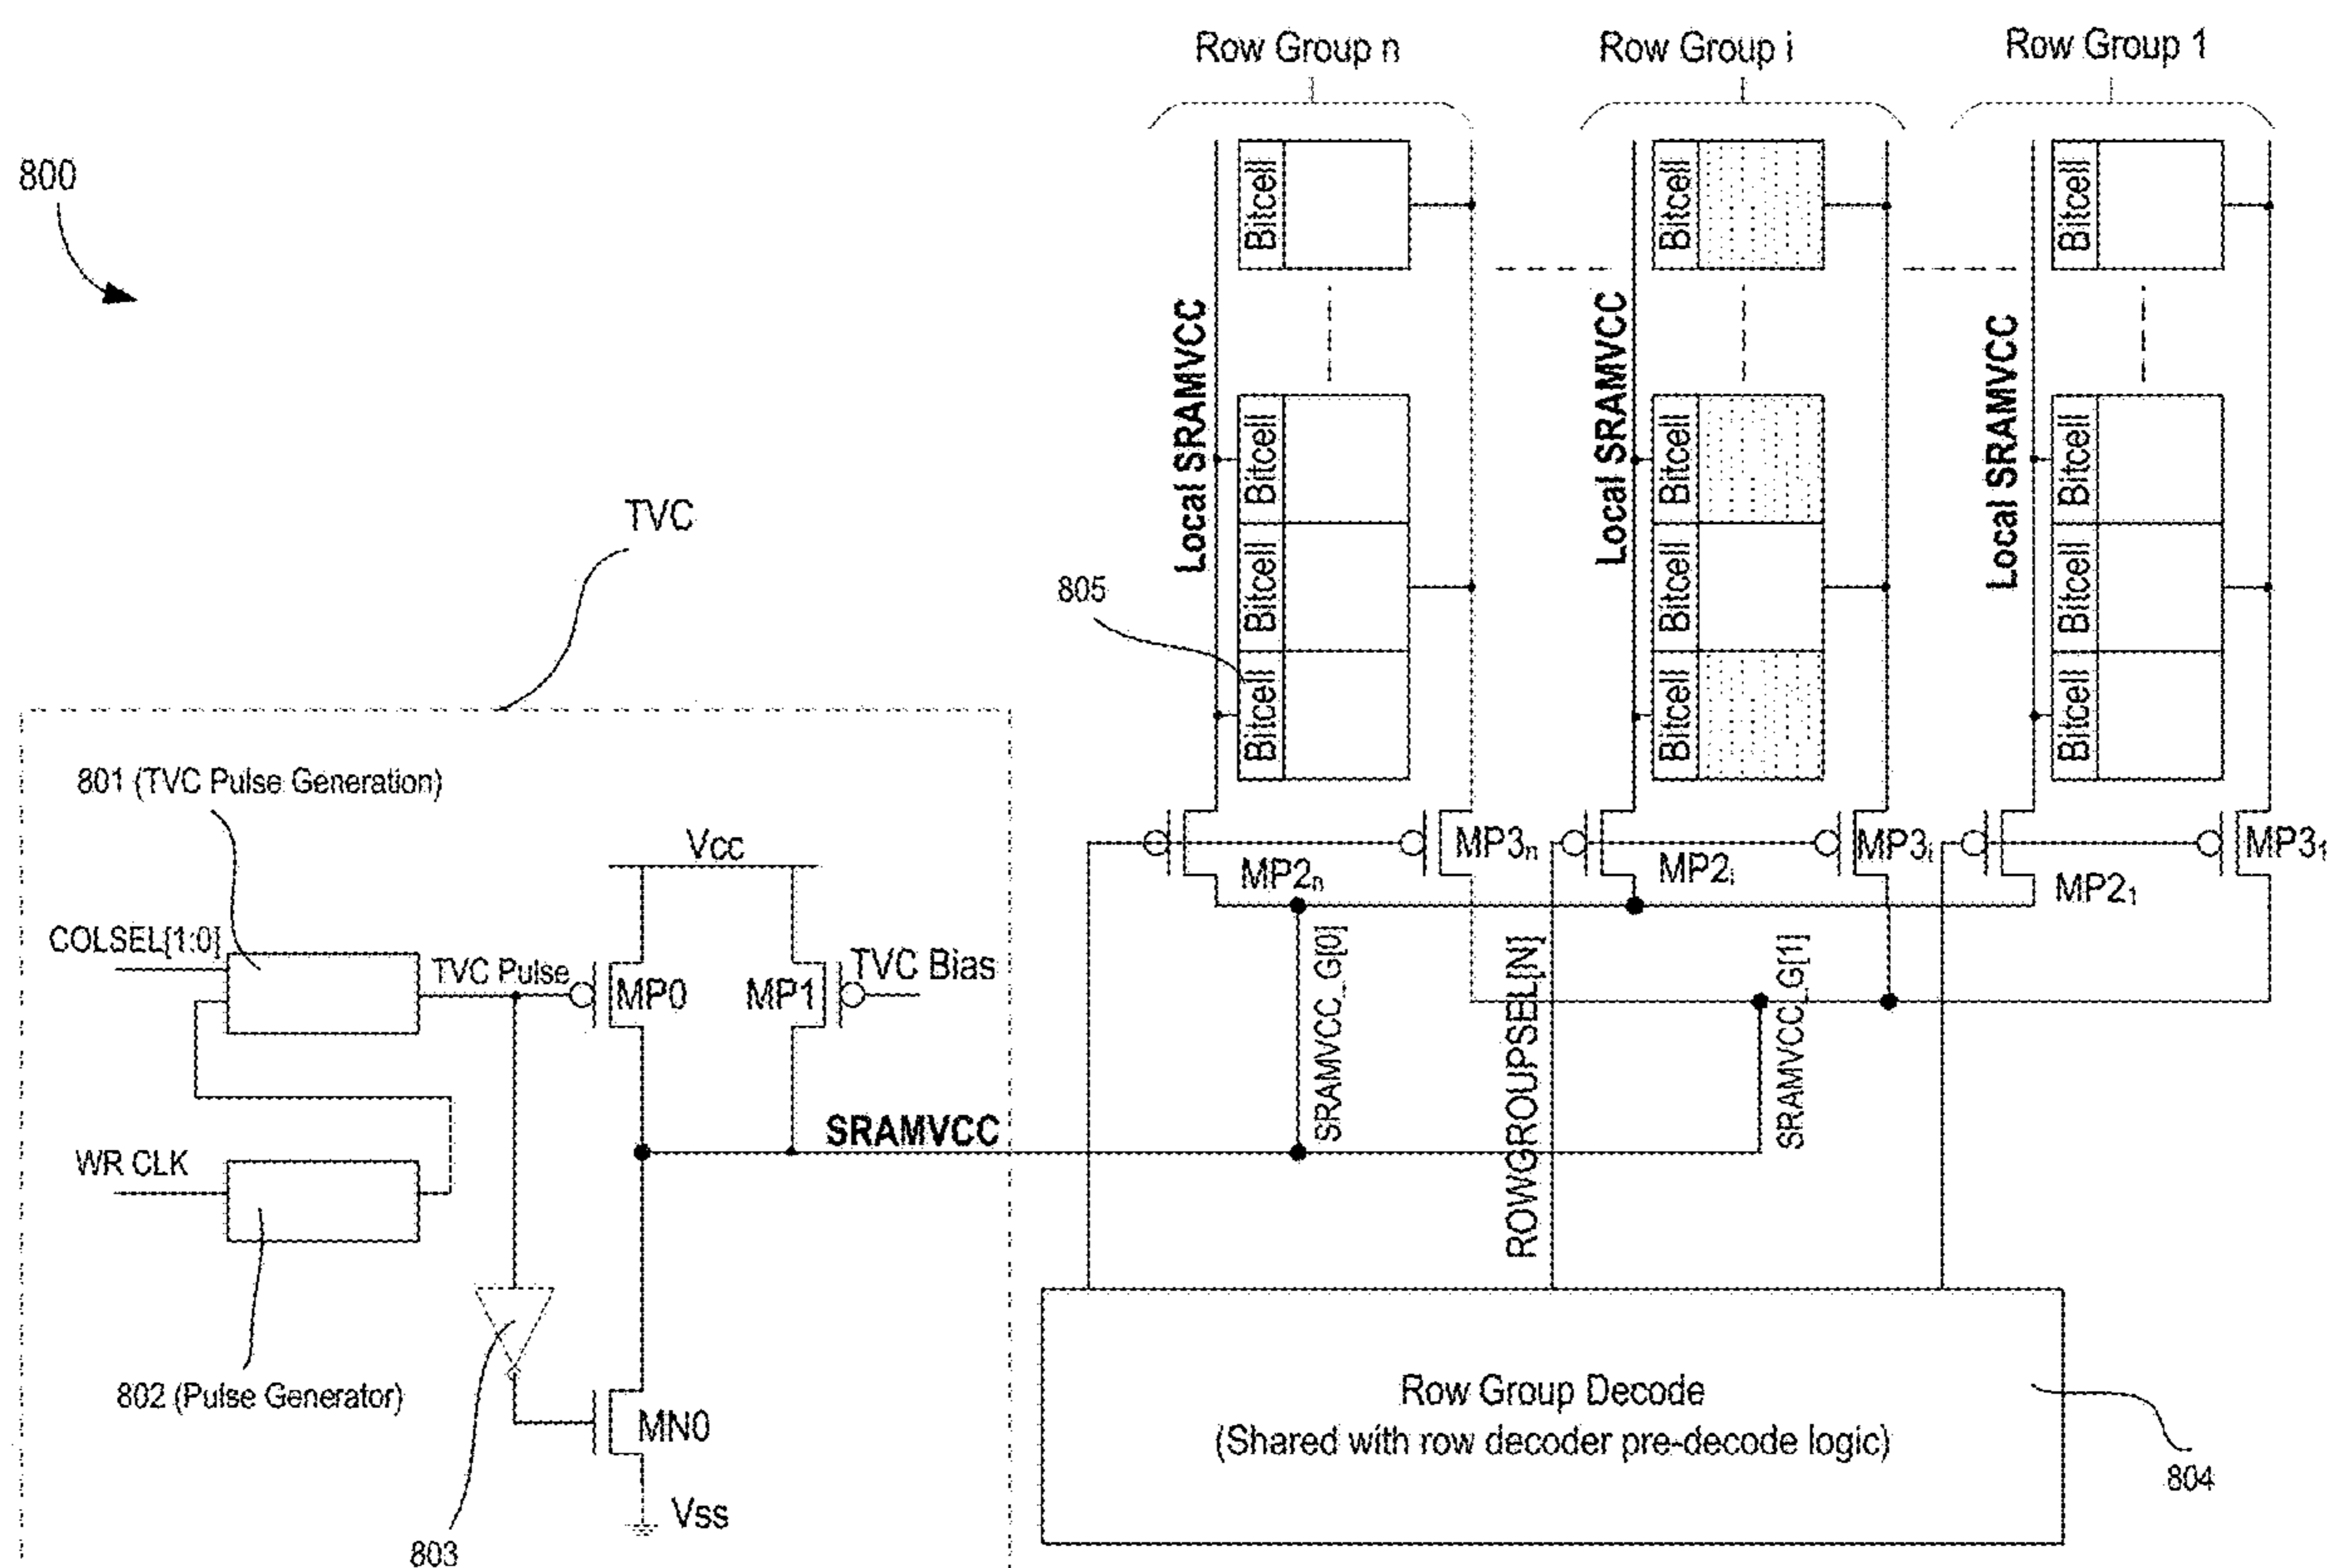 Row Group n
Row Group i
Row Group 1
800
Bitcell
Bitcell
Bitcell
Local SRAMVCC
Local SRAMVCC
Local SRAMVCC
Bitcell
Bitcell
Bitcell
TVC
805
Bitcell
Bitcell
Bitcell
Bitcell
Bitcell
Bitcell
801 (TVC Pulse Generation)
Vcc
MP2n
MP3n
MP2i
MP3i
MP21
MP31
COLSEL[1:0]
TVC Pulse
MP0
MP1
TVC Bias
SRAMVCC_G[0]
ROWGROUPSEL[N]
SRAMVCC_G[1]
SRAMVCC
WR CLK
802 (Pulse Generator)
MN0
Vss
803
Row Group Decode
(Shared with row decoder pre-decode logic)
804